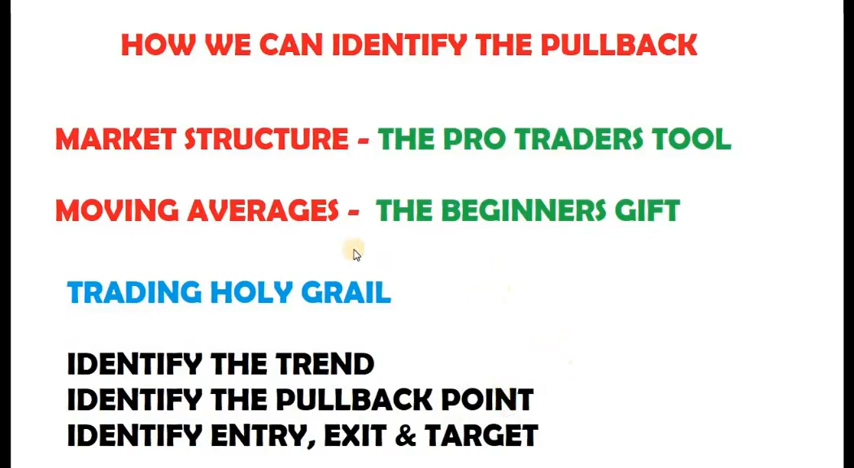 HOW WE CAN IDENTIFY THE PULLBACK
MARKET STRUCTURE - THE PRO TRADERS TOOL
MOVING AVERAGES - THE BEGINNERS GIFT
TRADING HOLY GRAIL
IDENTIFY THE TREND
IDENTIFY THE PULLBACK POINT
IDENTIFY ENTRY, EXIT & TARGET